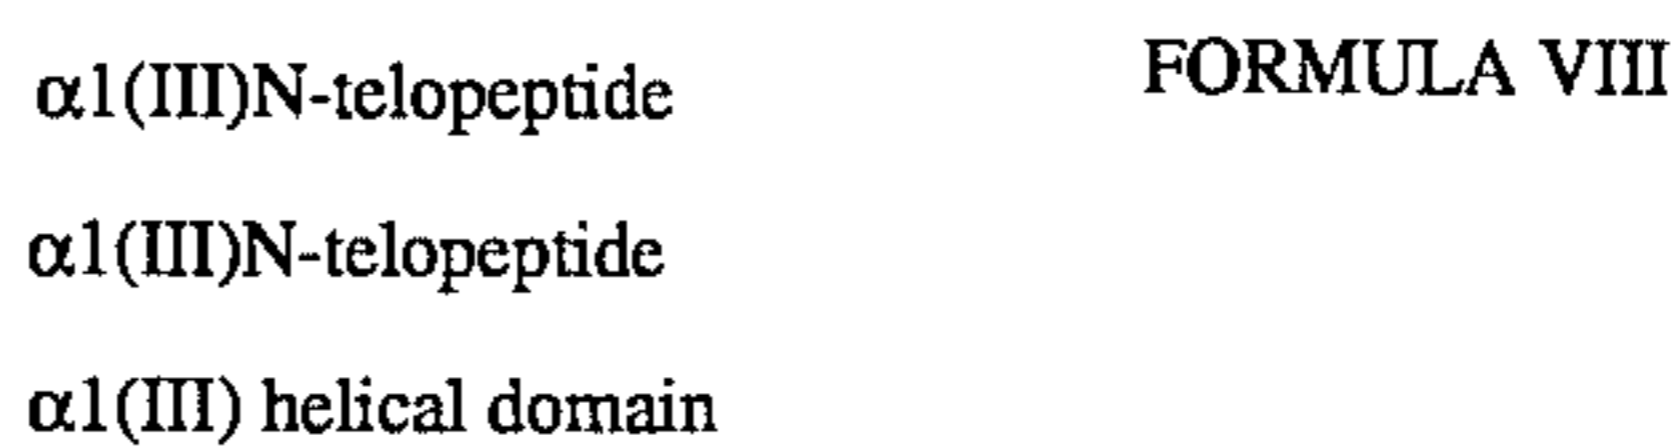 FORMULA VIII
α1(III)N-telopeptide
α1(III)N-telopeptide
α1(III) helical domain